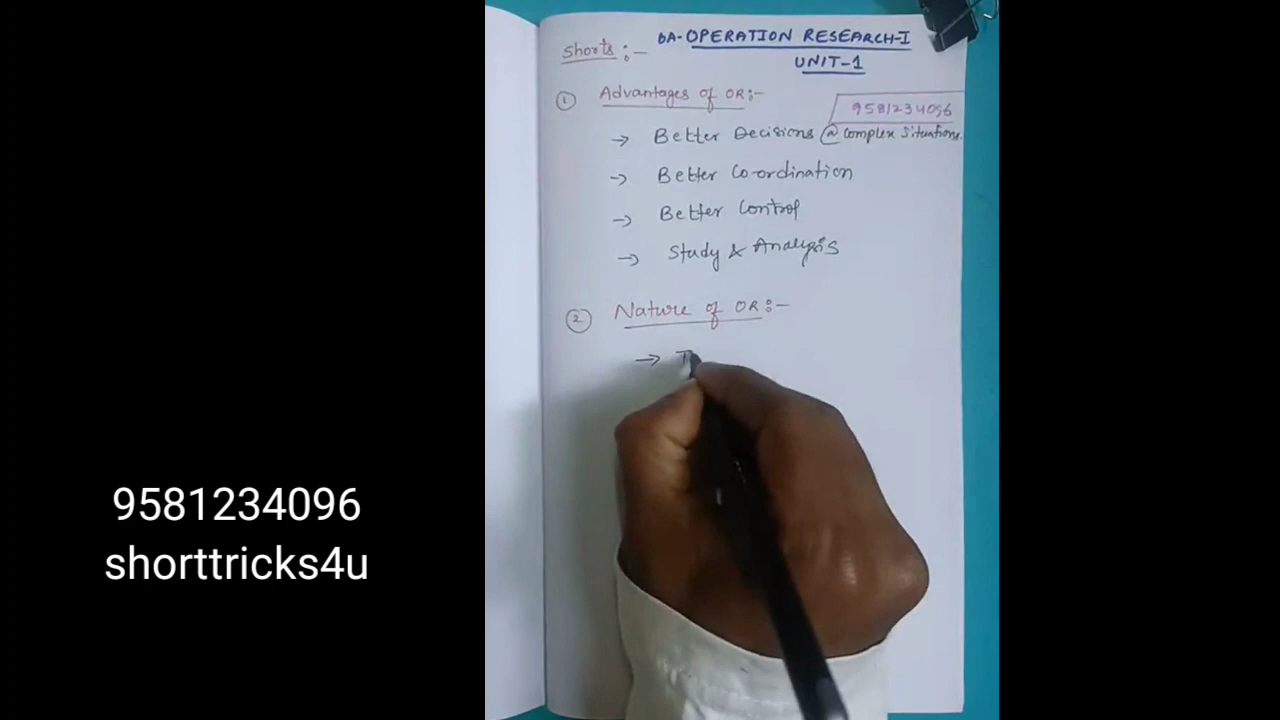 6A-OPERATION RESEARCH-I
Shorts :-
UNIT-1
① Advantages of OR:-
9581234096
→ Better Decisions @ Complex Situations.
→ Better Co-ordination
→ Better Control
→ Study & Analysis
② Nature of OR:-
→ T
9581234096
shorttricks4u